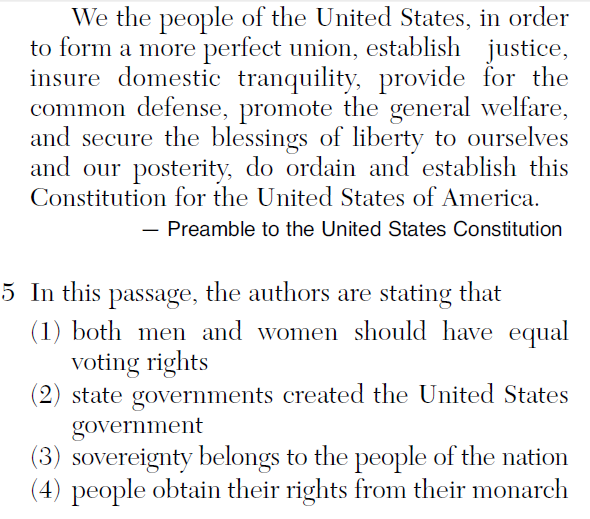 We the people of the United States, in order
to form a more perfect union, establish justice,
insure domestic tranquility, provide for the
common defense, promote the general welfare,
and secure the blessings of liberty to ourselves
and our posterity, do ordain and establish this
Constitution for the United States of America.
— Preamble to the United States Constitution
5 In this passage, the authors are stating that
(1) both men and women should have equal
voting rights
(2) state governments created the United States
government
(3) sovereignty belongs to the people of the nation
(4) people obtain their rights from their monarch